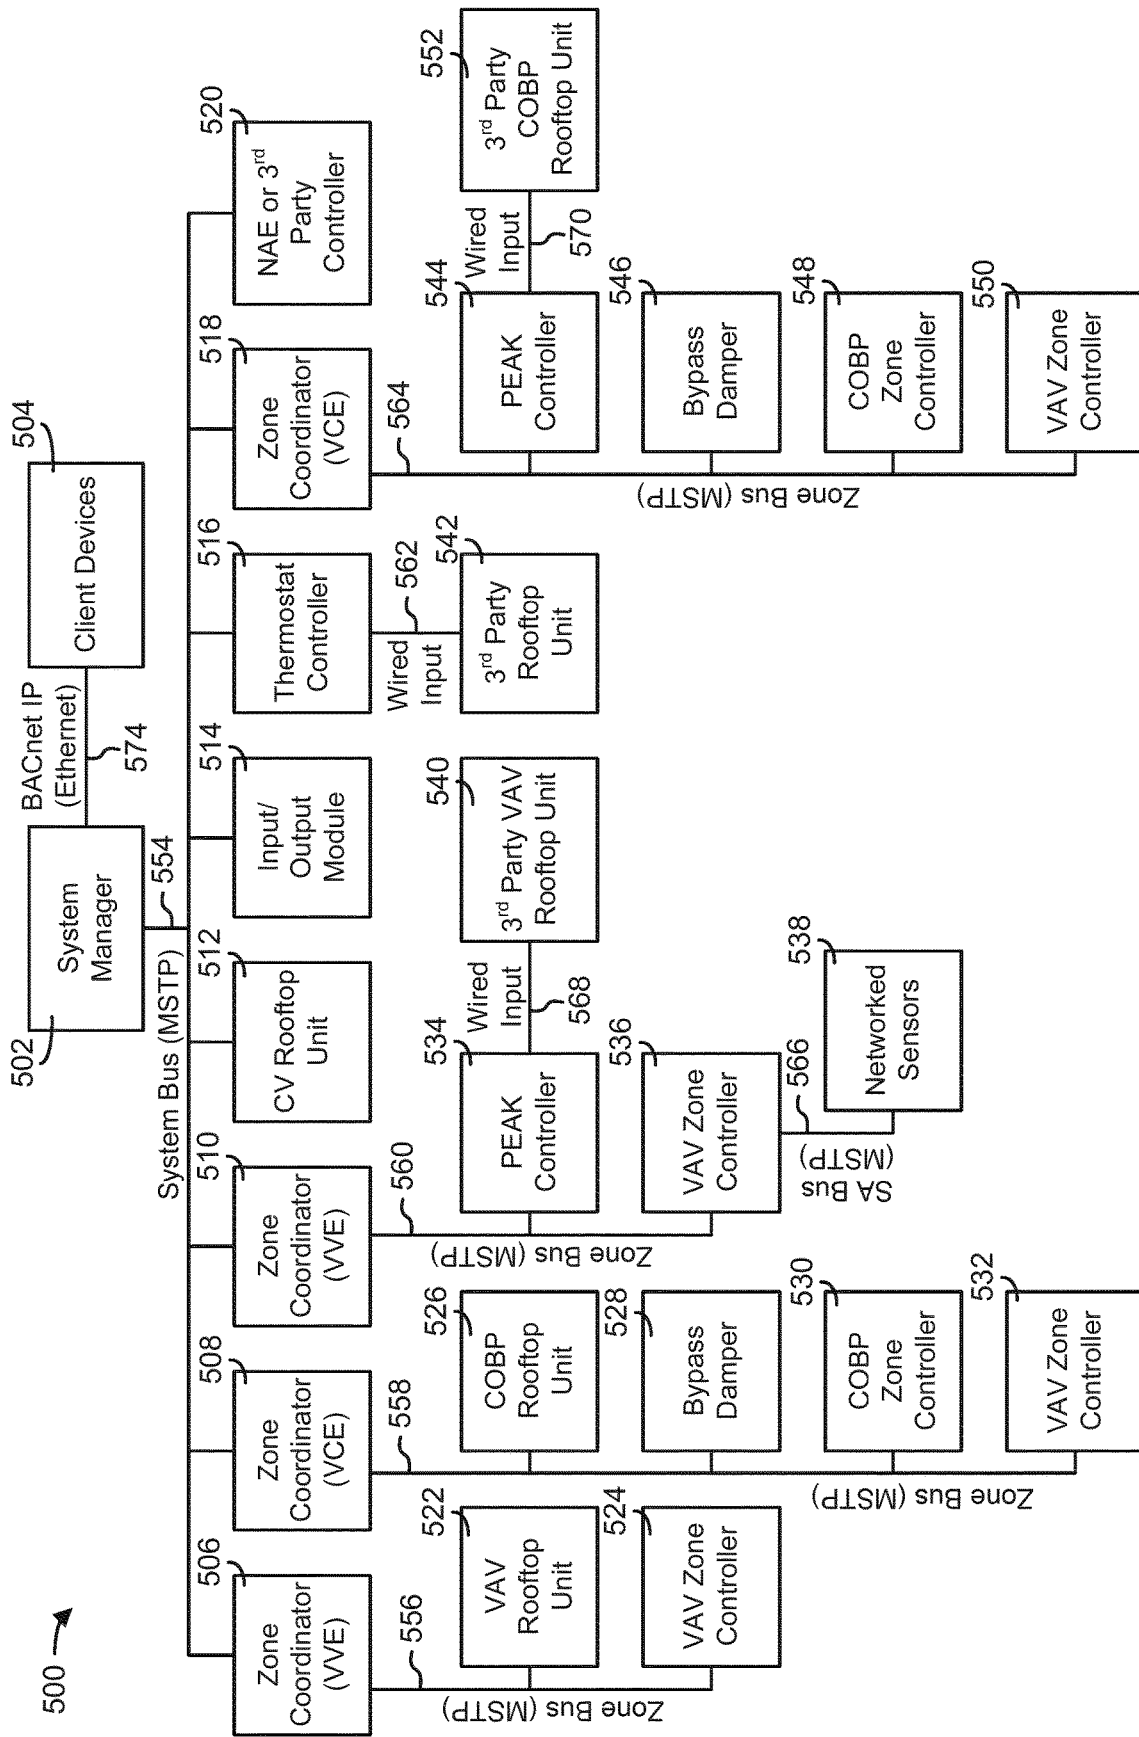 500
System
Manager
502
BACnet IP
(Ethernet)
574
Client Devices
504
554
System Bus (MSTP)
Zone
Coordinator
(VVE)
506
Zone
Coordinator
(VCE)
508
Zone
Coordinator
(VVE)
510
CV Rooftop
Unit
512
Input/
Output
Module
514
Thermostat
Controller
516
Zone
Coordinator
(VCE)
518
NAE or 3rd
Party
Controller
520
556
Zone Bus (MSTP)
VAV
Rooftop
Unit
522
VAV Zone
Controller
524
558
Zone Bus (MSTP)
COBP
Rooftop
Unit
526
Bypass
Damper
528
COBP
Zone
Controller
530
VAV Zone
Controller
532
560
Zone Bus (MSTP)
PEAK
Controller
534
Wired
Input
568
3rd Party VAV
Rooftop Unit
540
VAV Zone
Controller
536
SA Bus
(MSTP)
566
Networked
Sensors
538
Wired
Input
562
3rd Party
Rooftop
Unit
542
564
Zone Bus (MSTP)
PEAK
Controller
544
Wired
Input
570
3rd Party
COBP
Rooftop Unit
552
Bypass
Damper
546
COBP
Zone
Controller
548
VAV Zone
Controller
550